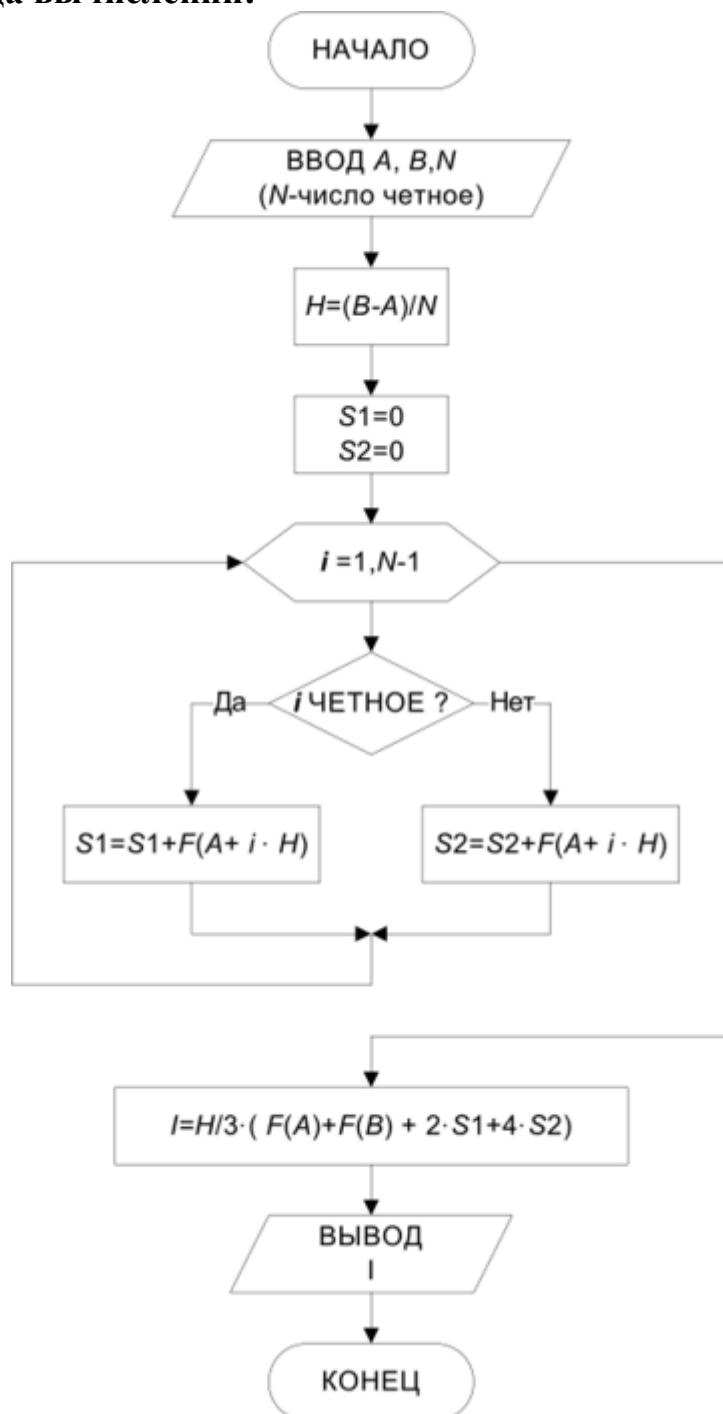 НАЧАЛО
ВВОД A, B,N
(N-число четное)
H=(B-A)/N
S1=0
S2=0
i =1,N-1
i ЧЕТНОЕ ?
Да
Нет
S1=S1+F(A+ i · H)
S2=S2+F(A+ i · H)
I=H/3·( F(A)+F(B) + 2·S1+4·S2)
ВЫВОД
I
КОНЕЦ